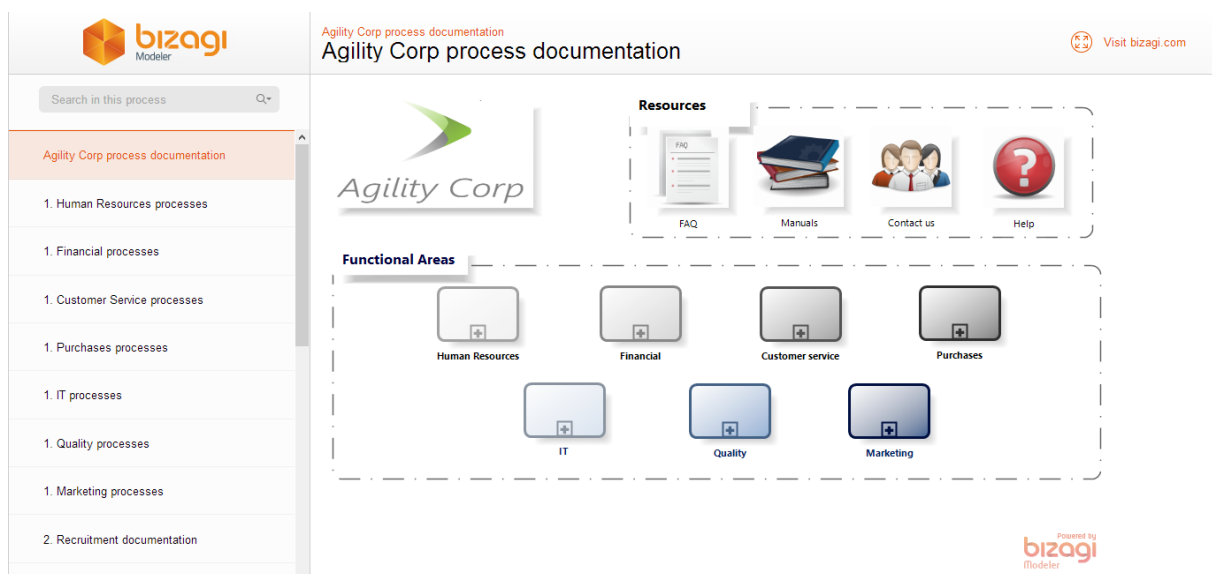 bizagi
Modeler
Agility Corp process documentation
Agility Corp process documentation
Visit bizagi.com
Search in this process
Agility Corp process documentation
1. Human Resources processes
1. Financial processes
1. Customer Service processes
1. Purchases processes
1. IT processes
1. Quality processes
1. Marketing processes
2. Recruitment documentation
Agility Corp
Resources
FAQ
?
FAQ
Manuals
Contact us
Help
Functional Areas
Human Resources
Financial
Customer service
Purchases
IT
Quality
Marketing
Powered by
bizagi
Modeler